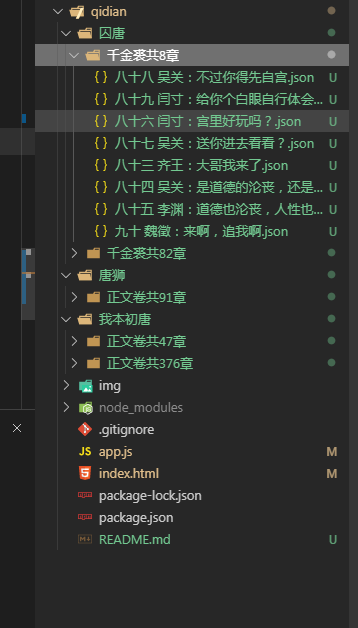 qidian
囚唐
千金裘共8章
{ } 八十八 吴关：不过你得先自宫.json U
{ } 八十九 闫寸：给你个白眼自行体会... U
{ } 八十六 闫寸：宫里好玩吗？.json U
{ } 八十七 吴关：送你进去看看？.json U
{ } 八十三 齐王：大哥我来了.json U
{ } 八十四 吴关：是道德的沦丧，还是... U
{ } 八十五 李渊：道德也沦丧，人性也... U
{ } 九十 魏徵：来啊，追我啊.json U
千金裘共82章
唐狮
正文卷共91章
我本初唐
正文卷共47章
正文卷共376章
img
node_modules
.gitignore
JS app.js M
index.html M
package-lock.json
package.json
README.md U